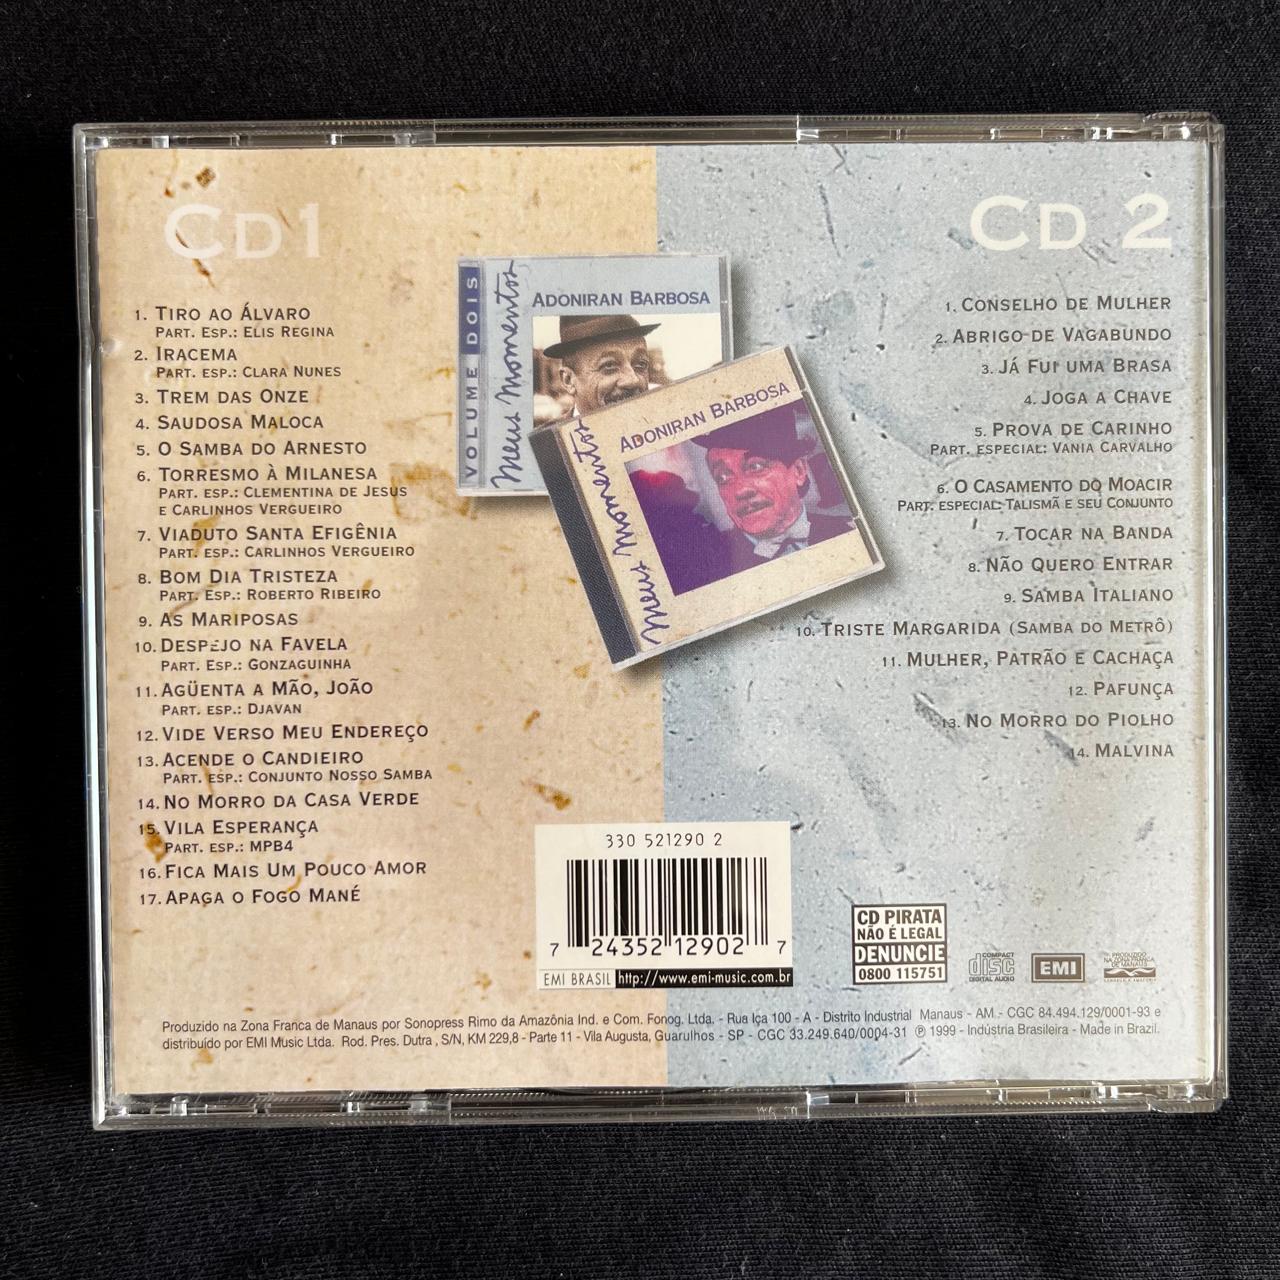 CD 1
1. TIRO AO ÁLVARO
PART. ESP.: ELIS REGINA
2. IRACEMA
PART. ESP.: CLARA NUNES
3. TREM DAS ONZE
4. SAUDOSA MALOCA
5. O SAMBA DO ARNESTO
6. TORRESMO À MILANESA
PART. ESP.: CLEMENTINA DE JESUS
E CARLINHOS VERGUEIRO
7. VIADUTO SANTA EFIGÊNIA
PART. ESP.: CARLINHOS VERGUEIRO
8. BOM DIA TRISTEZA
PART. ESP.: ROBERTO RIBEIRO
9. AS MARIPOSAS
10. DESPEJO NA FAVELA
PART. ESP.: GONZAGUINHA
11. AGÜENTA A MÃO, JOÃO
PART. ESP.: DJAVAN
12. VIDE VERSO MEU ENDEREÇO
13. ACENDE O CANDIEIRO
PART. ESP.: CONJUNTO NOSSO SAMBA
14. NO MORRO DA CASA VERDE
15. VILA ESPERANÇA
PART. ESP.: MPB4
16. FICA MAIS UM POUCO AMOR
17. APAGA O FOGO MANÉ
VOLUME DOIS
Meus Momentos
ADONIRAN BARBOSA
Meus Momentos
ADONIRAN BARBOSA
CD 2
1. CONSELHO DE MULHER
2. ABRIGO DE VAGABUNDO
3. JÁ FUI UMA BRASA
4. JOGA A CHAVE
5. PROVA DE CARINHO
PART. ESPECIAL: VANIA CARVALHO
6. O CASAMENTO DO MOACIR
PART. ESPECIAL: TALISMÃ E SEU CONJUNTO
7. TOCAR NA BANDA
8. NÃO QUERO ENTRAR
9. SAMBA ITALIANO
10. TRISTE MARGARIDA (SAMBA DO METRÔ)
11. MULHER, PATRÃO E CACHAÇA
12. PAFUNÇA
13. NO MORRO DO PIOLHO
14. MALVINA
330 521290 2
7 24352 12902 7
EMI BRASIL http://www.emi-music.com.br
CD PIRATA
NÃO É LEGAL
DENUNCIE
0800 115751
COMPACT
disc
DIGITAL AUDIO
EMI
PRODUZIDO
NA ZONA FRANCA
DE MANAUS
Produzido na Zona Franca de Manaus por Sonopress Rimo da Amazônia Ind. e Com. Fonog. Ltda. - Rua Iça 100 - A - Distrito Industrial Manaus - AM - CGC 84.494.129/0001-93 e
distribuído por EMI Music Ltda. Rod. Pres. Dutra , S/N, KM 229,8 - Parte 11 - Vila Augusta, Guarulhos - SP - CGC 33.249.640/0004-31 ℗ 1999 - Indústria Brasileira - Made in Brazil.